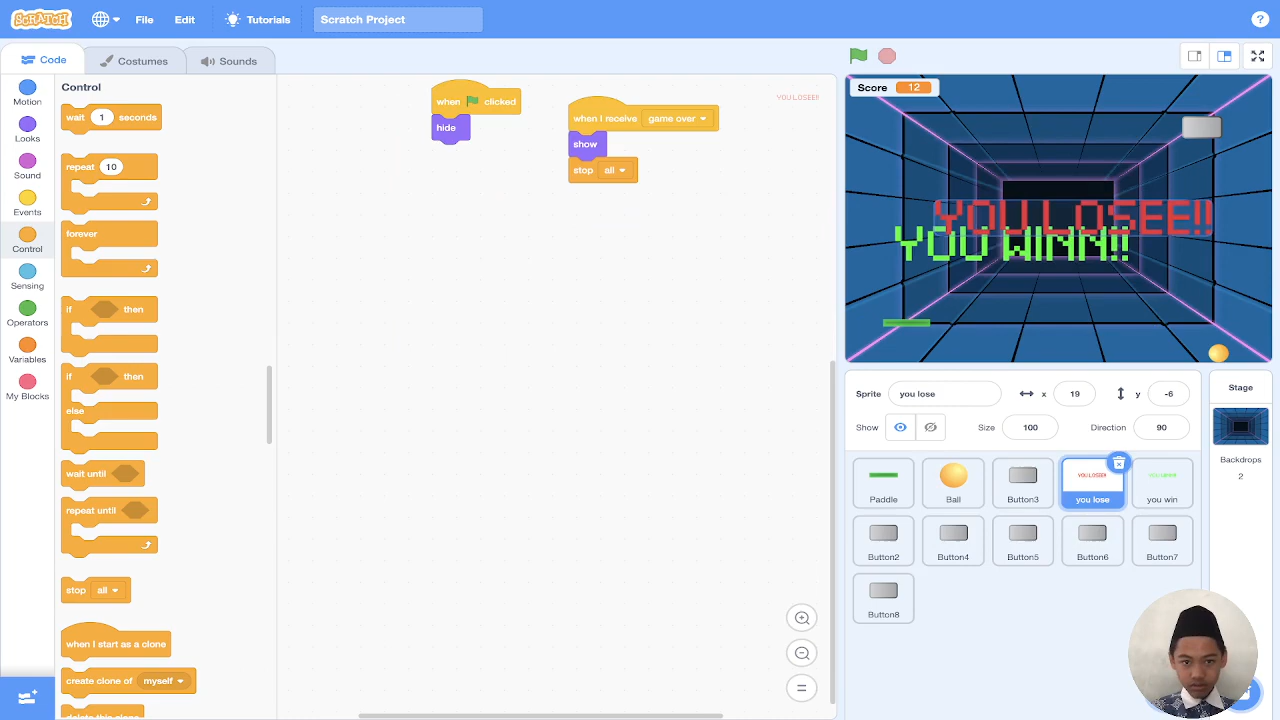 SCRATCH File Edit Tutorials Scratch Project ?
Code Costumes Sounds
Motion
Looks
Sound
Events
Control
Sensing
Operators
Variables
My Blocks
Control
wait 1 seconds
repeat 10
forever
if then
if then
else
wait until
repeat until
stop all
when I start as a clone
create clone of myself
delete this clone
when clicked
hide
when I receive game over
show
stop all
YOU LOSEE!!
Score 12
YOU LOSEE!!
YOU WINN!!
Sprite you lose x 19 y -6
Show Size 100 Direction 90
Paddle Ball Button3 you lose you win
Button2 Button4 Button5 Button6 Button7
Button8
Stage
Backdrops
2